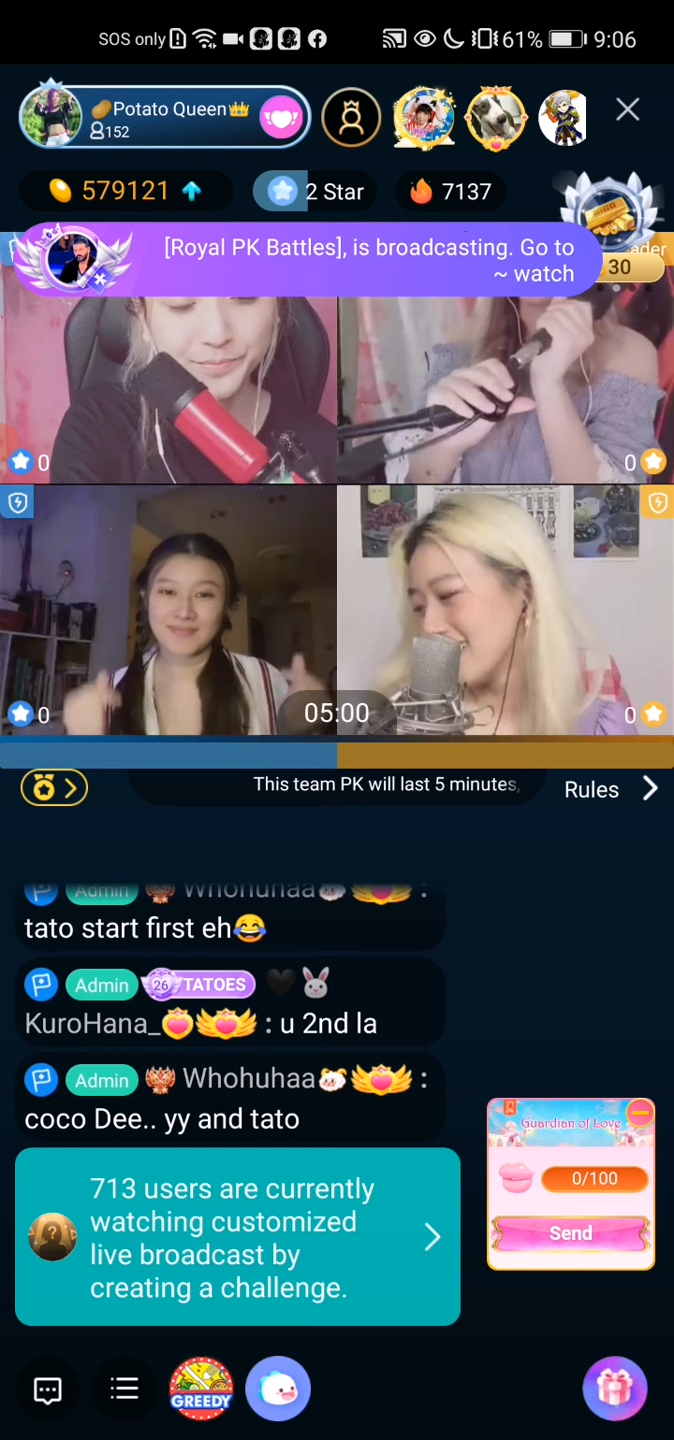 SOS only
61% 9:06
🥔Potato Queen👑
152
579121
2 Star
7137
[Royal PK Battles], is broadcasting. Go to
~ watch
30
0
0
0
05:00
0
This team PK will last 5 minutes,
Rules
Admin Whohuhaa :
tato start first eh😂
Admin 26 TATOES 🖤🐰
KuroHana_ : u 2nd la
Admin Whohuhaa :
coco Dee.. yy and tato
713 users are currently
watching customized
live broadcast by
creating a challenge.
Guardian of Love
0/100
Send
GREEDY